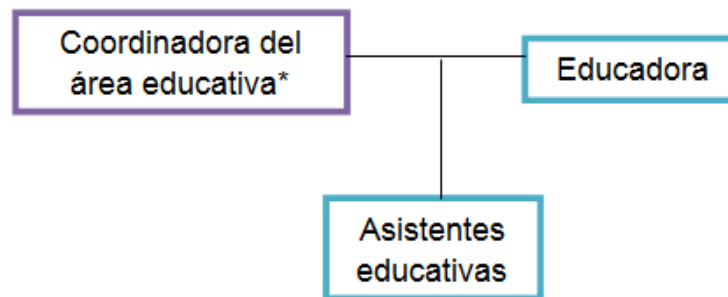 Coordinadora del
área educativa*
Educadora
Asistentes
educativas